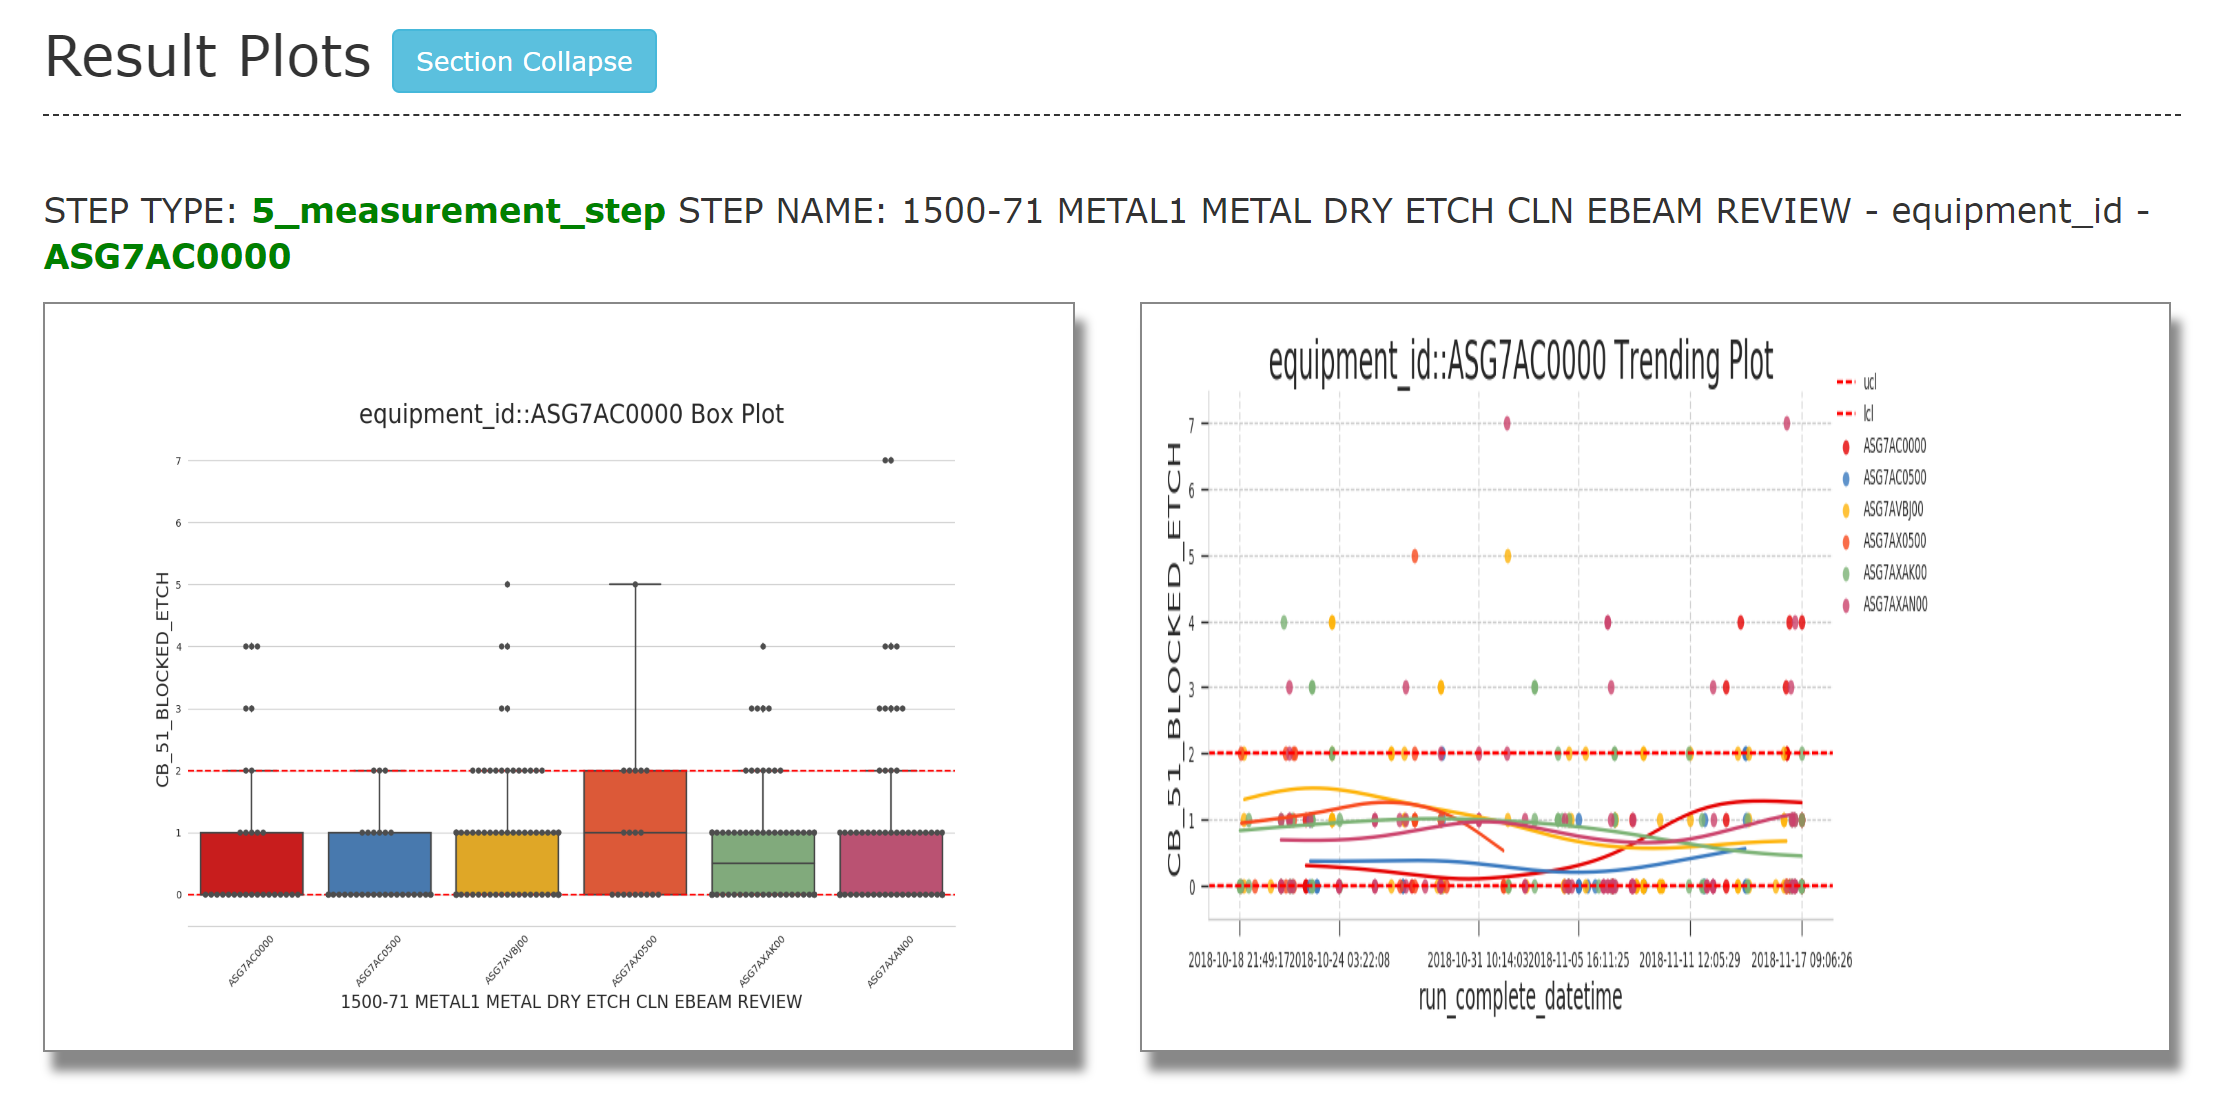 Result Plots Section Collapse
STEP TYPE: 5_measurement_step STEP NAME: 1500-71 METAL1 METAL DRY ETCH CLN EBEAM REVIEW - equipment_id -
ASG7AC0000
equipment_id::ASG7AC0000 Box Plot
CB_51_BLOCKED_ETCH
7
6
5
4
3
2
1
0
ASG7AC0000
ASG7AC0500
ASG7AVBJ00
ASG7AX0500
ASG7AXAK00
ASG7AXAN00
1500-71 METAL1 METAL DRY ETCH CLN EBEAM REVIEW
equipment_id::ASG7AC0000 Trending Plot
CB_51_BLOCKED_ETCH
7
6
5
4
3
2
1
0
2018-10-18 21:49:17
2018-10-24 03:22:08
2018-10-31 10:14:03
2018-11-05 16:11:25
2018-11-11 12:05:29
2018-11-17 09:06:26
run_complete_datetime
ucl
lcl
ASG7AC0000
ASG7AC0500
ASG7AVBJ00
ASG7AX0500
ASG7AXAK00
ASG7AXAN00